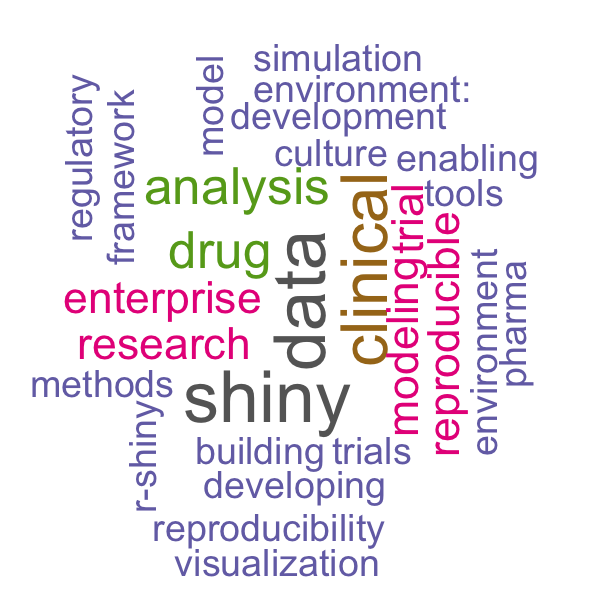 simulation
environment:
development
model
regulatory
framework
culture
enabling
analysis
tools
clinical
trial
drug
data
modeling
reproducible
enterprise
research
environment
pharma
methods
shiny
r-shiny
building
trials
developing
reproducibility
visualization